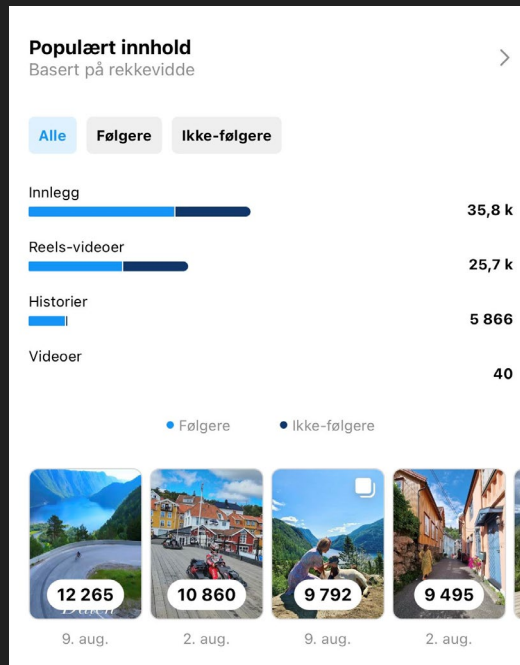 Populært innhold
Basert på rekkevidde
Alle Følgere Ikke-følgere
Innlegg
35,8 k
Reels-videoer
25,7 k
Historier
5 866
Videoer
40
Følgere Ikke-følgere
12 265 10 860 9 792 9 495
Dalen
9. aug. 2. aug. 9. aug. 2. aug.